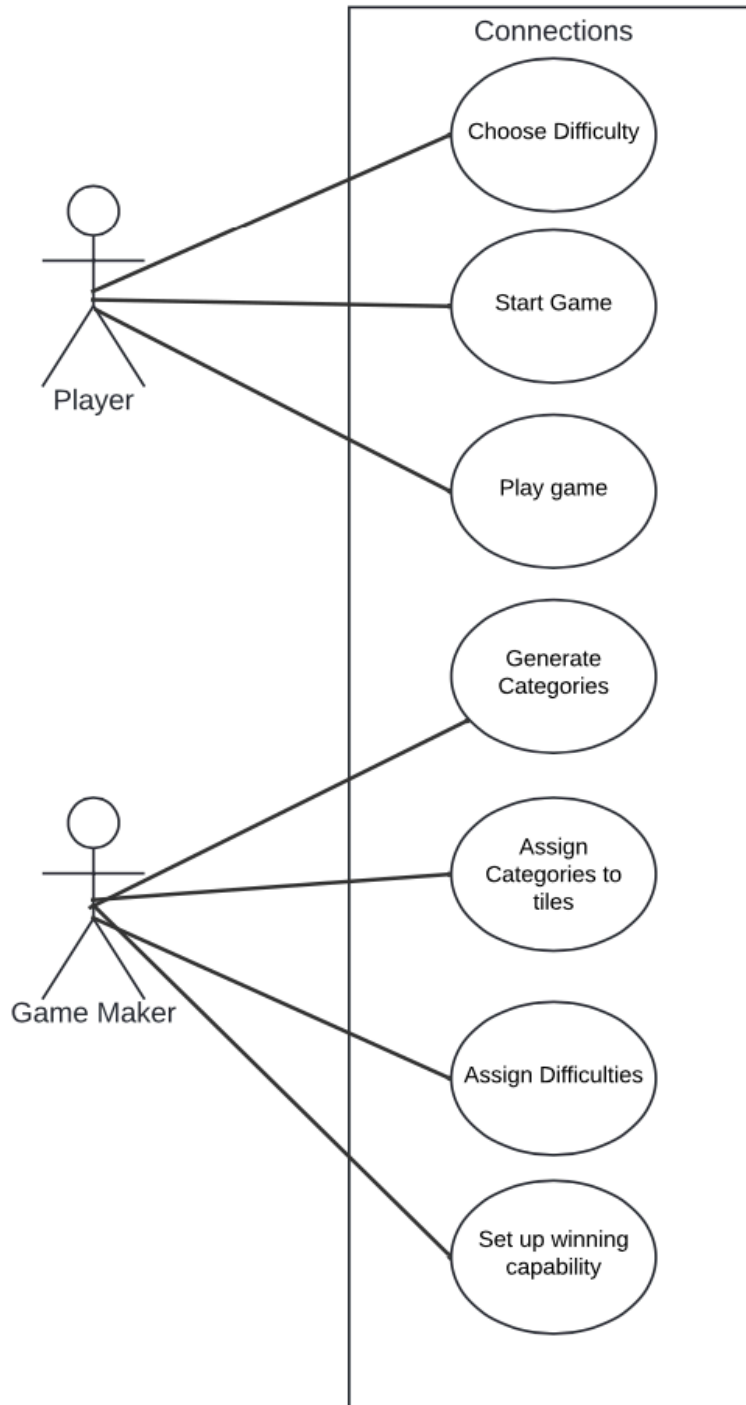 Connections
Choose Difficulty
Start Game
Player
Play game
Generate
Categories
Assign
Categories to
tiles
Game Maker
Assign Difficulties
Set up winning
capability